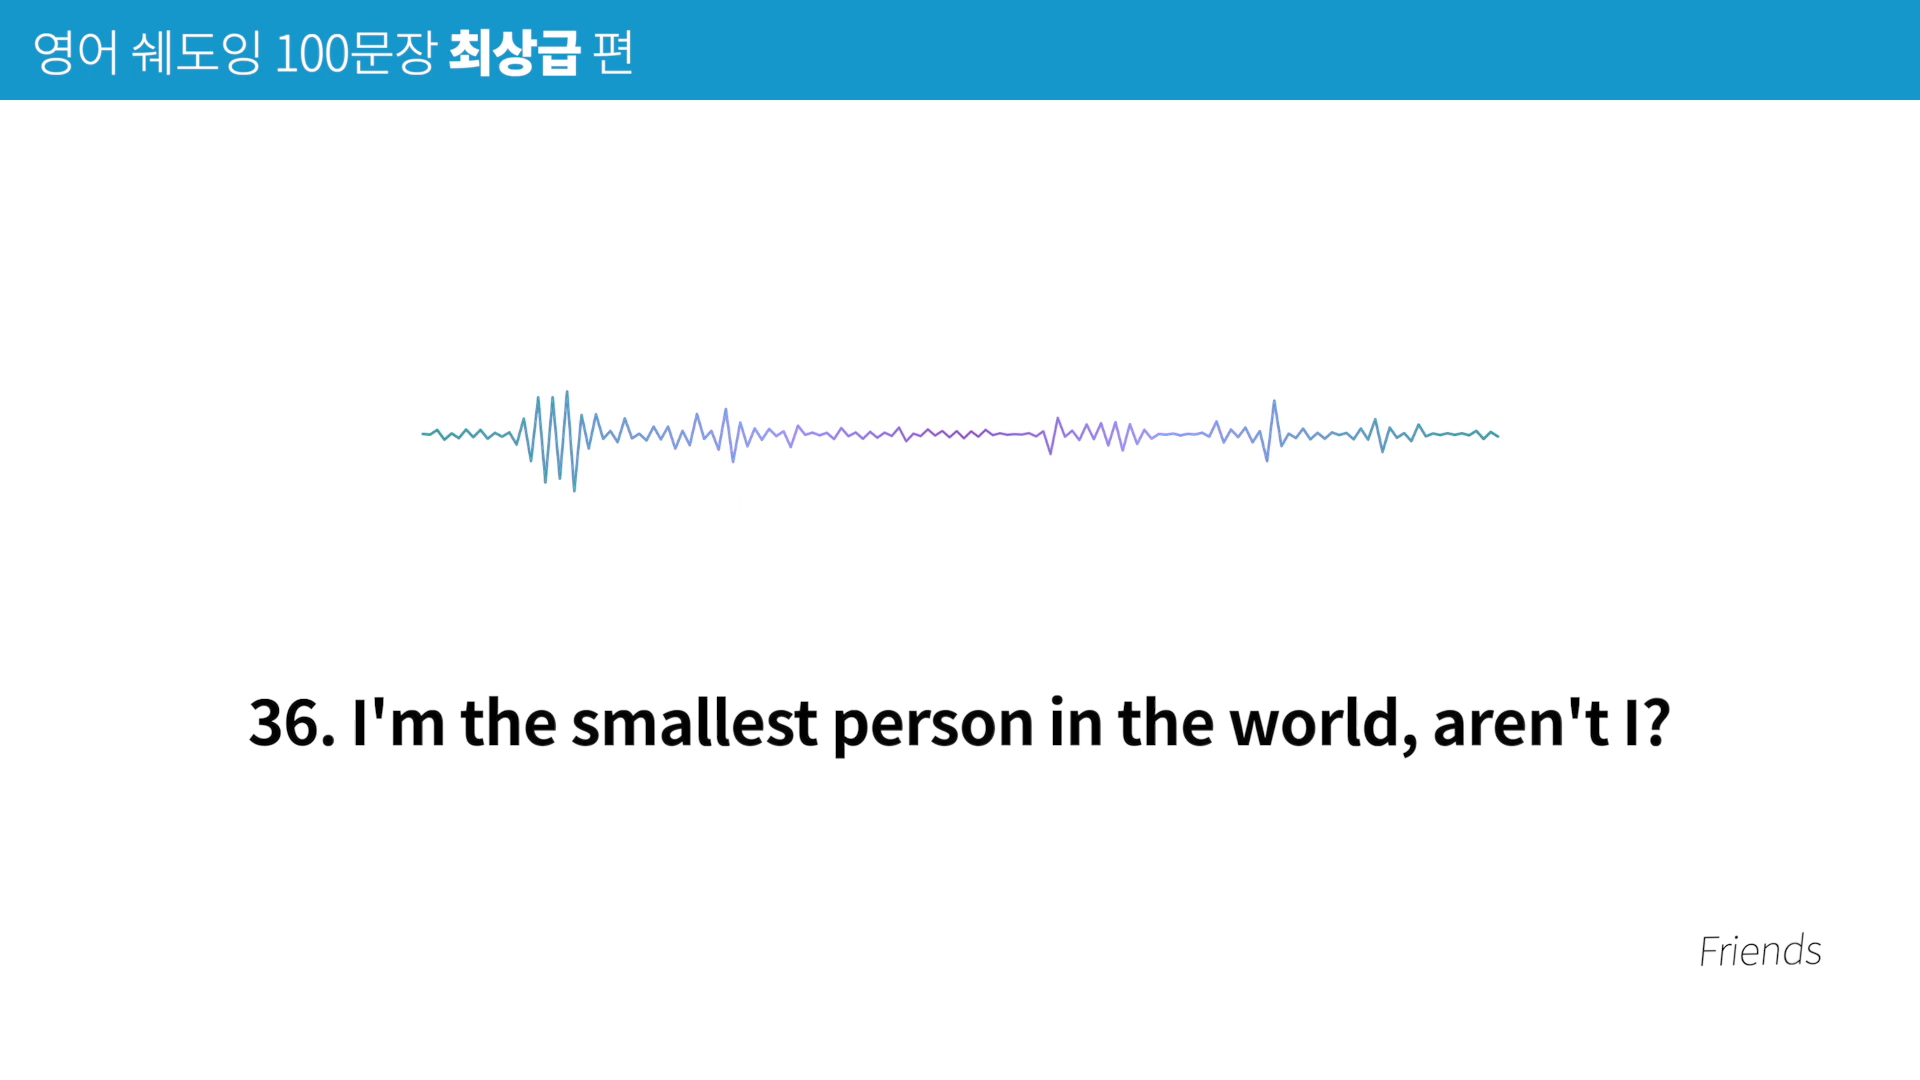 영어 쉐도잉 100문장 최상급 편
36. I'm the smallest person in the world, aren't I?
Friends